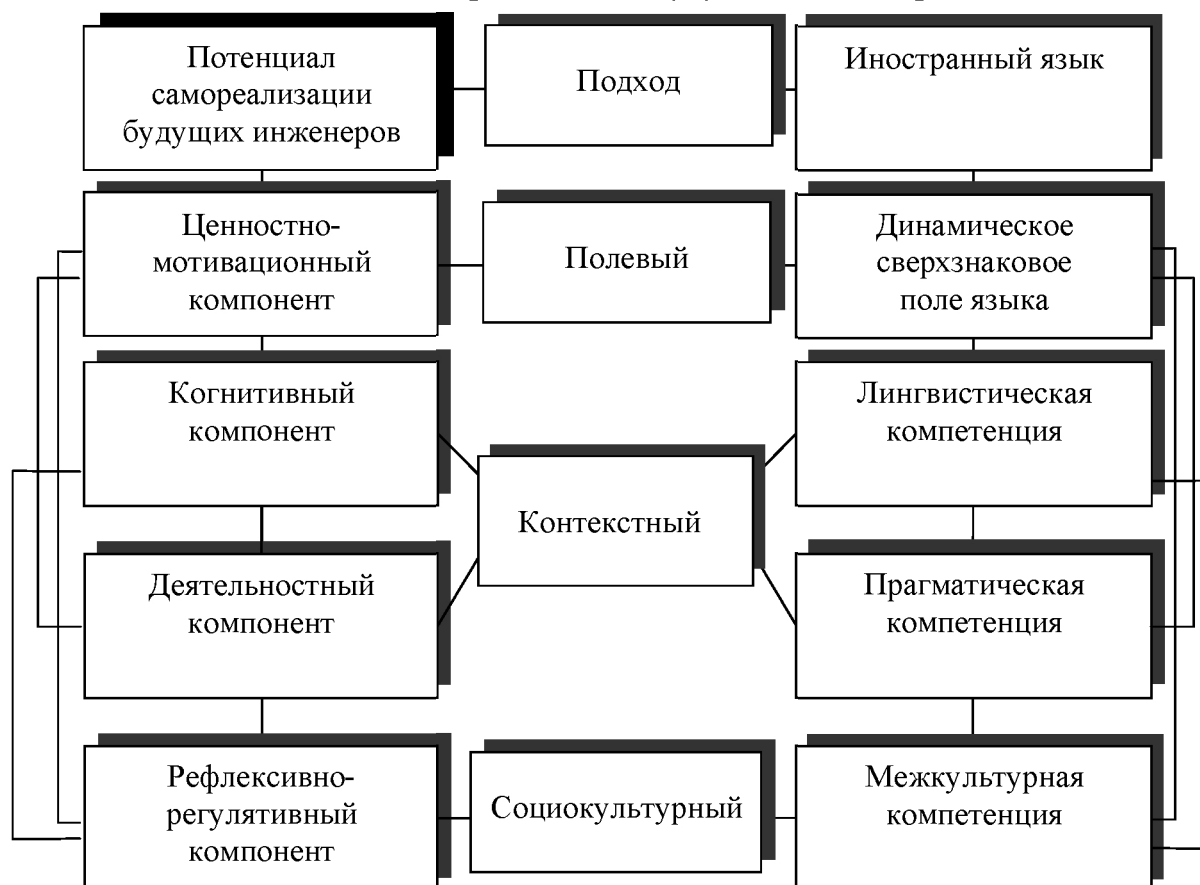 Потенциал
самореализации
будущих инженеров
Подход
Иностранный язык
Ценностно-
мотивационный
компонент
Полевый
Динамическое
сверхзнаковое
поле языка
Когнитивный
компонент
Лингвистическая
компетенция
Контекстный
Деятельностный
компонент
Прагматическая
компетенция
Рефлексивно-
регулятивный
компонент
Социокультурный
Межкультурная
компетенция